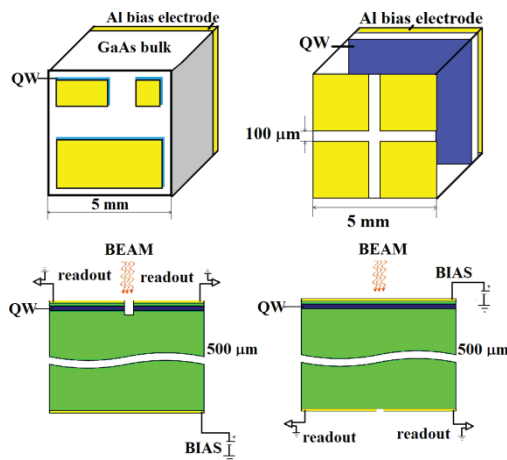 Al bias electrode
GaAs bulk
QW
5 mm
Al bias electrode
QW
100 μm
5 mm
BEAM
readout readout
QW
500 μm
BIAS
BEAM
BIAS
QW
500 μm
readout readout